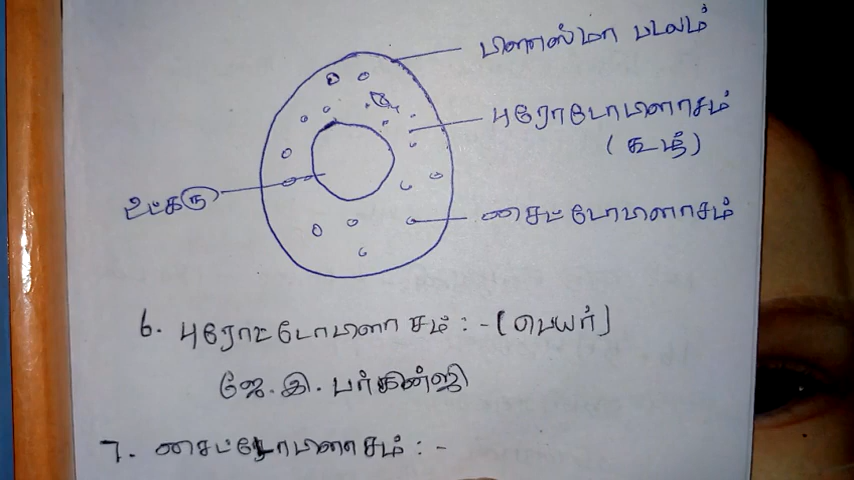 பிளாஸ்மா படலம்
புரோடோபிளாசம்
(கூழ்)
உட்கரு
சைட்டோபிளாசம்
6. புரோட்டோபிளாசம் : - (பெயர்)
ஜே. இ. பர்கின்ஜி
7. சைட்டோபிளாசம் : -